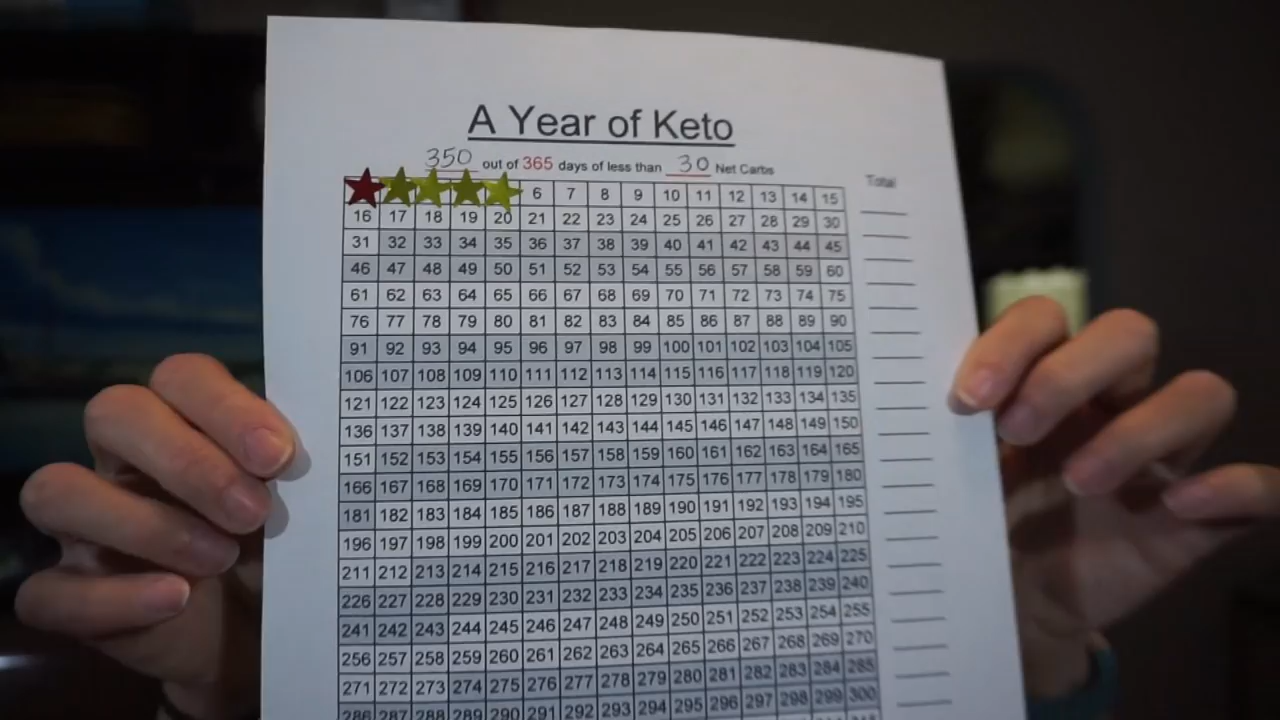 A Year of Keto
350 out of 365 days of less than 30 Net Carbs
Total
6 7 8 9 10 11 12 13 14 15
16 17 18 19 20 21 22 23 24 25 26 27 28 29 30
31 32 33 34 35 36 37 38 39 40 41 42 43 44 45
46 47 48 49 50 51 52 53 54 55 56 57 58 59 60
61 62 63 64 65 66 67 68 69 70 71 72 73 74 75
76 77 78 79 80 81 82 83 84 85 86 87 88 89 90
91 92 93 94 95 96 97 98 99 100 101 102 103 104 105
106 107 108 109 110 111 112 113 114 115 116 117 118 119 120
121 122 123 124 125 126 127 128 129 130 131 132 133 134 135
136 137 138 139 140 141 142 143 144 145 146 147 148 149 150
151 152 153 154 155 156 157 158 159 160 161 162 163 164 165
166 167 168 169 170 171 172 173 174 175 176 177 178 179 180
181 182 183 184 185 186 187 188 189 190 191 192 193 194 195
196 197 198 199 200 201 202 203 204 205 206 207 208 209 210
211 212 213 214 215 216 217 218 219 220 221 222 223 224 225
226 227 228 229 230 231 232 233 234 235 236 237 238 239 240
241 242 243 244 245 246 247 248 249 250 251 252 253 254 255
256 257 258 259 260 261 262 263 264 265 266 267 268 269 270
271 272 273 274 275 276 277 278 279 280 281 282 283 284 285
286 287 288 289 290 291 292 293 294 295 296 297 298 299 300